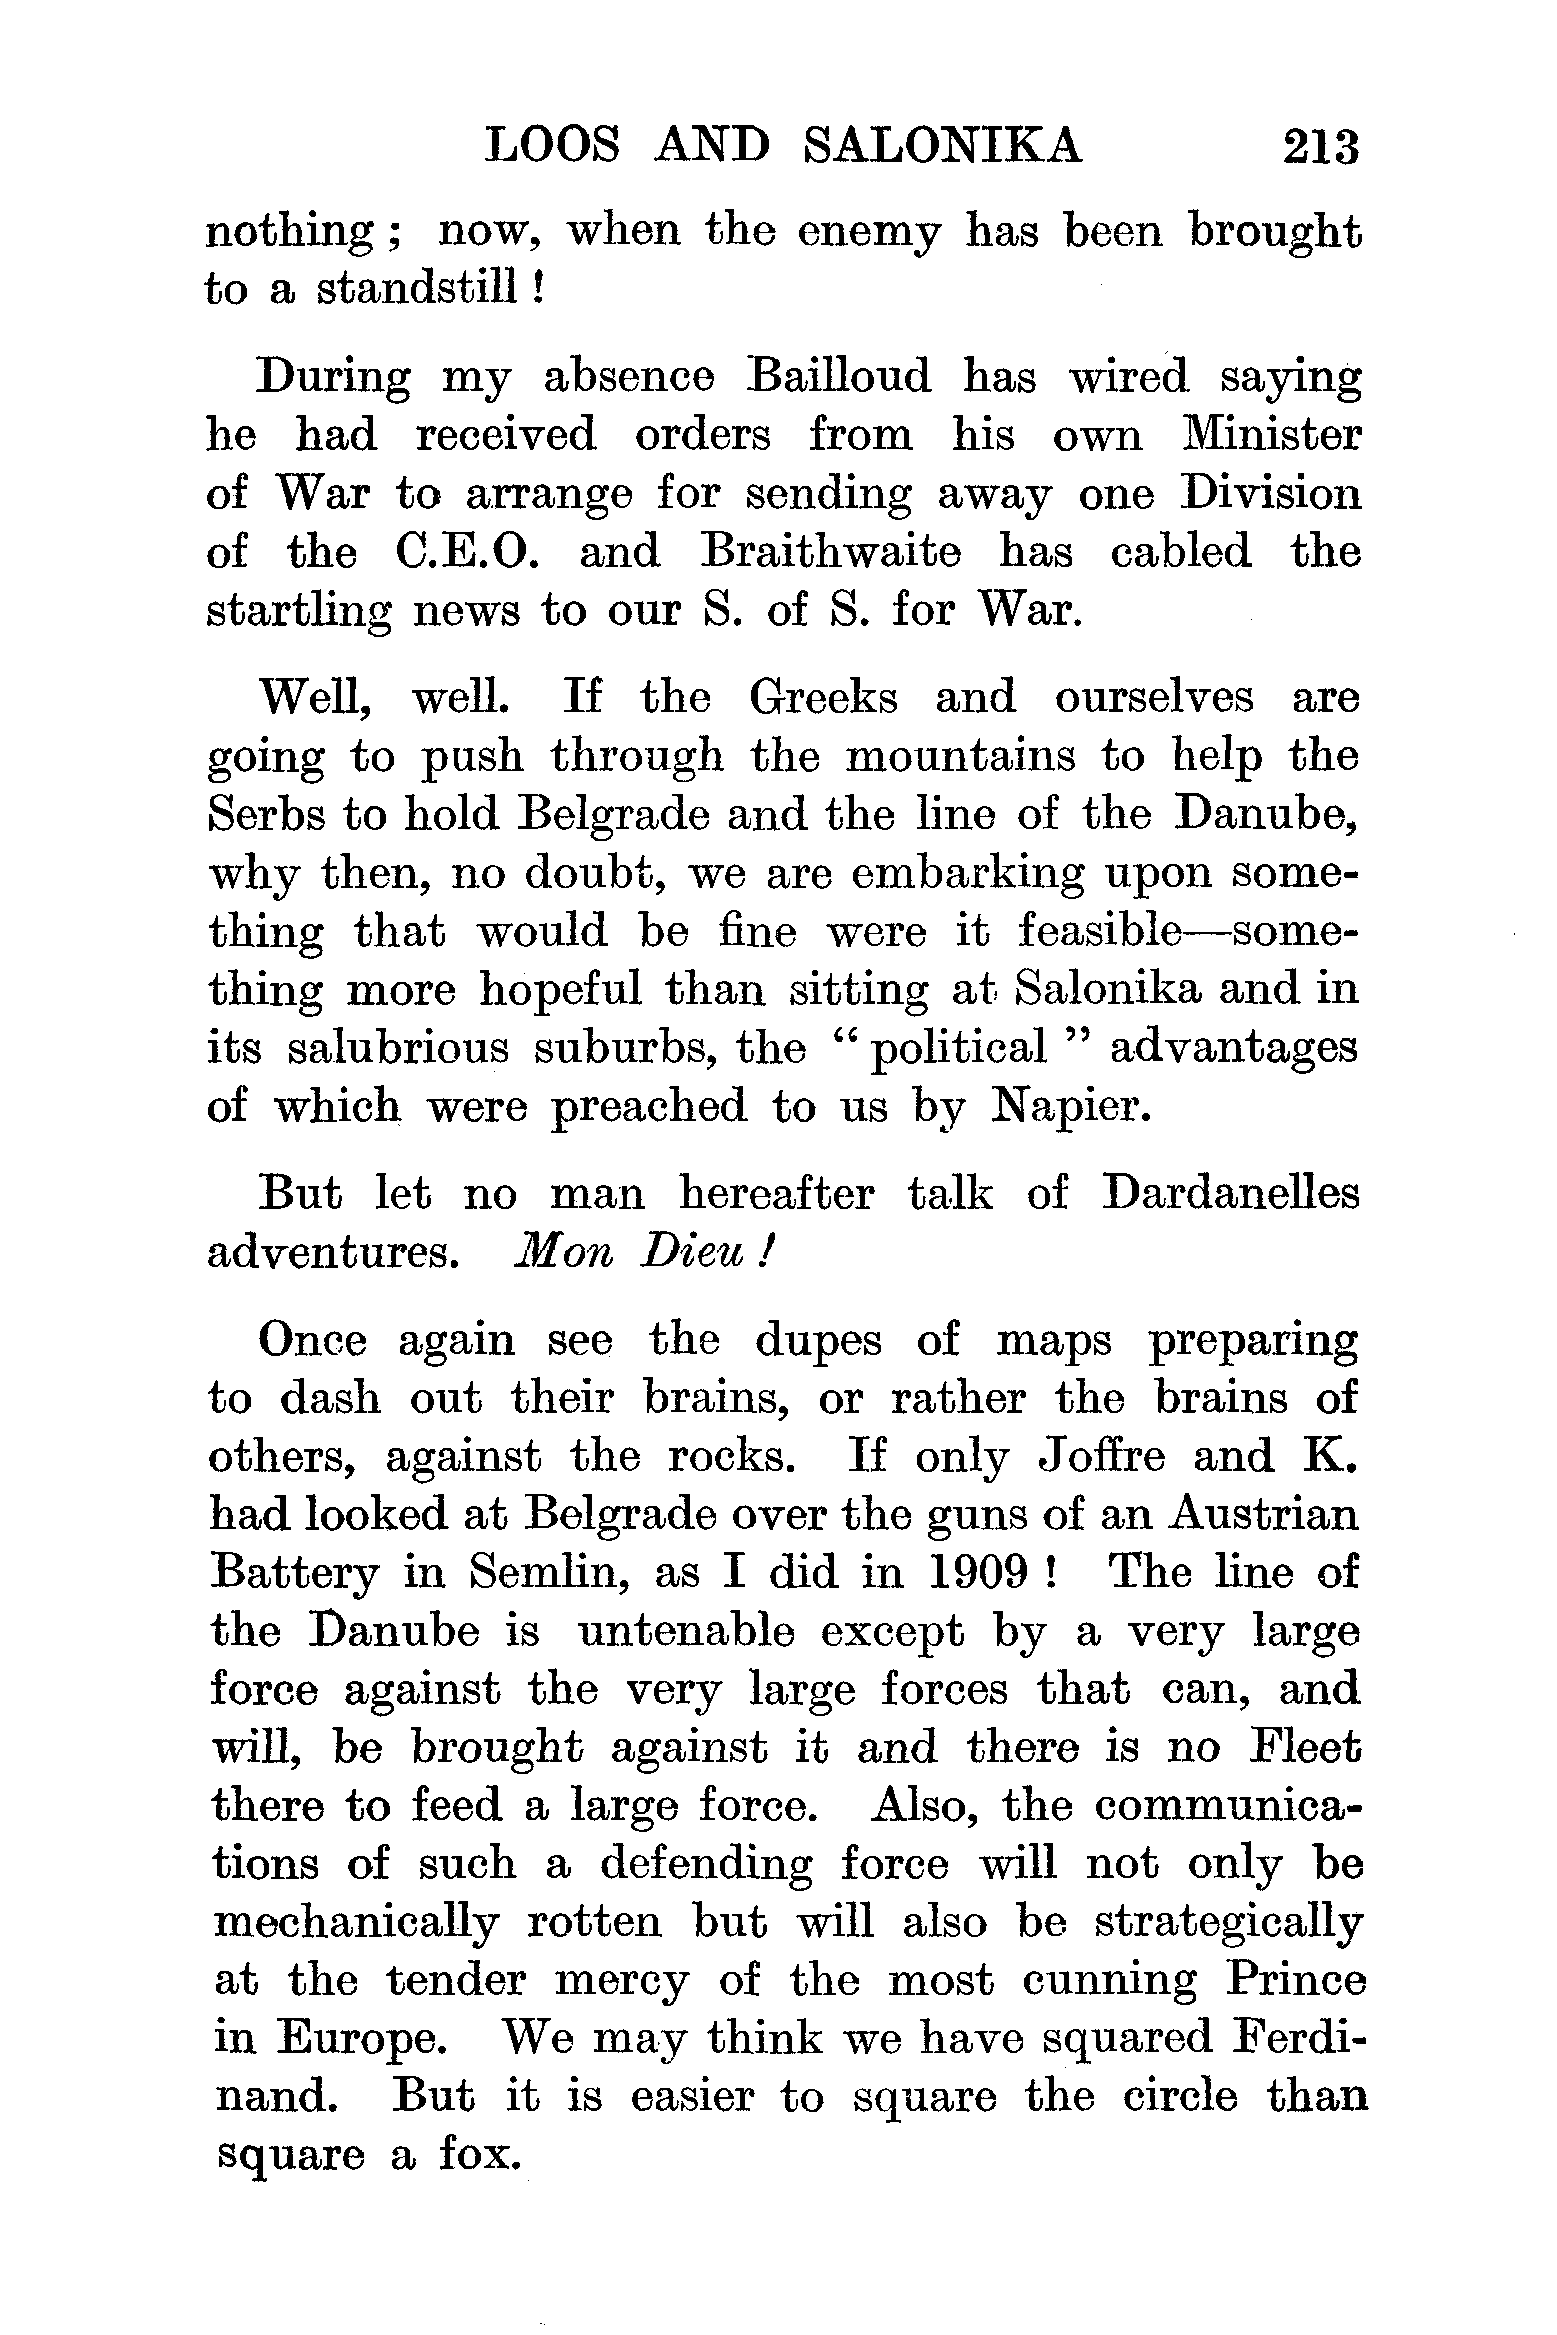 LOOS AND SALONIKA 213
nothing ; now, when the enemy has been brought
to a standstill !
During my absence Bailloud has wired saying
he had received orders from his own Minister
of War to arrange for sending away one Division
of the C.E.O. and Braithwaite has cabled the
startling news to our S. of S. for War.
Well, well. If the Greeks and ourselves are
going to push through the mountains to help the
Serbs to hold Belgrade and the line of the Danube,
why then, no doubt, we are embarking upon some-
thing that would be fine were it feasible—some-
thing more hopeful than sitting at Salonika and in
its salubrious suburbs, the “ political ” advantages
of which were preached to us by Napier.
But let no man hereafter talk of Dardanelles
adventures. Mon Dieu !
Once again see the dupes of maps preparing
to dash out their brains, or rather the brains of
others, against the rocks. If only Joffre and K.
had looked at Belgrade over the guns of an Austrian
Battery in Semlin, as I did in 1909 ! The line of
the Danube is untenable except by a very large
force against the very large forces that can, and
will, be brought against it and there is no Fleet
there to feed a large force. Also, the communica-
tions of such a defending force will not only be
mechanically rotten but will also be strategically
at the tender mercy of the most cunning Prince
in Europe. We may think we have squared Ferdi-
nand. But it is easier to square the circle than
square a fox.